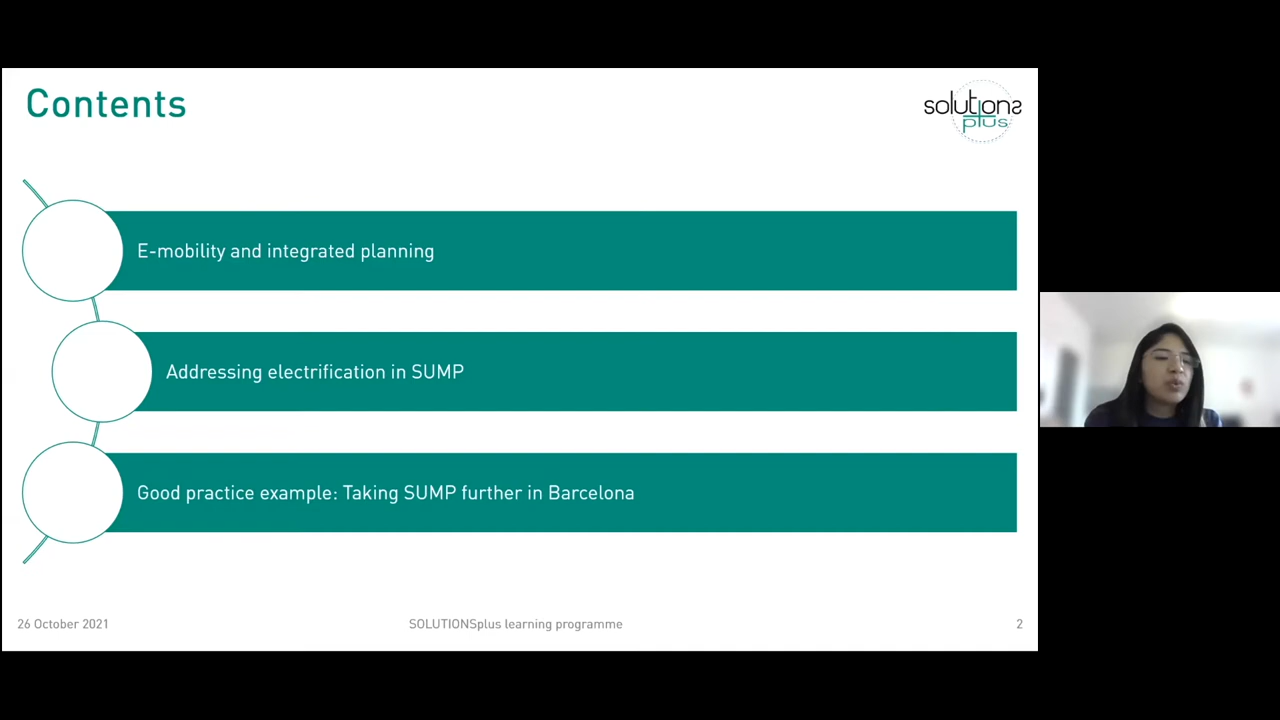 Contents
solutions
plus
E-mobility and integrated planning
Addressing electrification in SUMP
Good practice example: Taking SUMP further in Barcelona
26 October 2021
SOLUTIONSplus learning programme
2